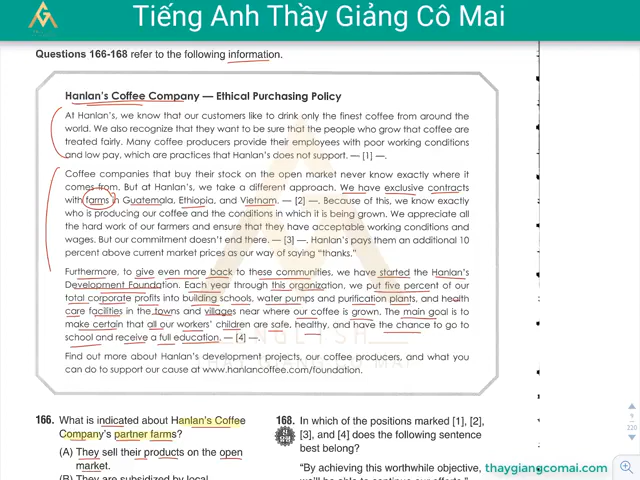 Tiếng Anh Thầy Giảng Cô Mai
Questions 166-168 refer to the following information.
Hanlan's Coffee Company — Ethical Purchasing Policy
At Hanlan's, we know that our customers like to drink only the finest coffee from around the
world. We also recognize that they want to be sure that the people who grow that coffee are
treated fairly. Many coffee producers provide their employees with poor working conditions
and low pay, which are practices that Hanlan's does not support. — [1] —.
Coffee companies that buy their stock on the open market never know exactly where it
comes from. But at Hanlan's, we take a different approach. We have exclusive contracts
with farms in Guatemala, Ethiopia, and Vietnam. — [2] —. Because of this, we know exactly
who is producing our coffee and the conditions in which it is being grown. We appreciate all
the hard work of our farmers and ensure that they have acceptable working conditions and
wages. But our commitment doesn't end there. — [3] —. Hanlan's pays them an additional 10
percent above current market prices as our way of saying "thanks."
Furthermore, to give even more back to these communities, we have started the Hanlan's
Development Foundation. Each year through this organization, we put five percent of our
total corporate profits into building schools, water pumps and purification plants, and health
care facilities in the towns and villages near where our coffee is grown. The main goal is to
make certain that all our workers' children are safe, healthy, and have the chance to go to
school and receive a full education. — [4] —.
Find out more about Hanlan's development projects, our coffee producers, and what you
can do to support our cause at www.hanlancoffee.com/foundation.
166. What is indicated about Hanlan's Coffee
Company's partner farms?
(A) They sell their products on the open
market.
(B) They are subsidized by local
168. In which of the positions marked [1], [2],
[3], and [4] does the following sentence
best belong?
"By achieving this worthwhile objective,
we'll be able to continue our efforts."
thaygiangcomai.com
9
220